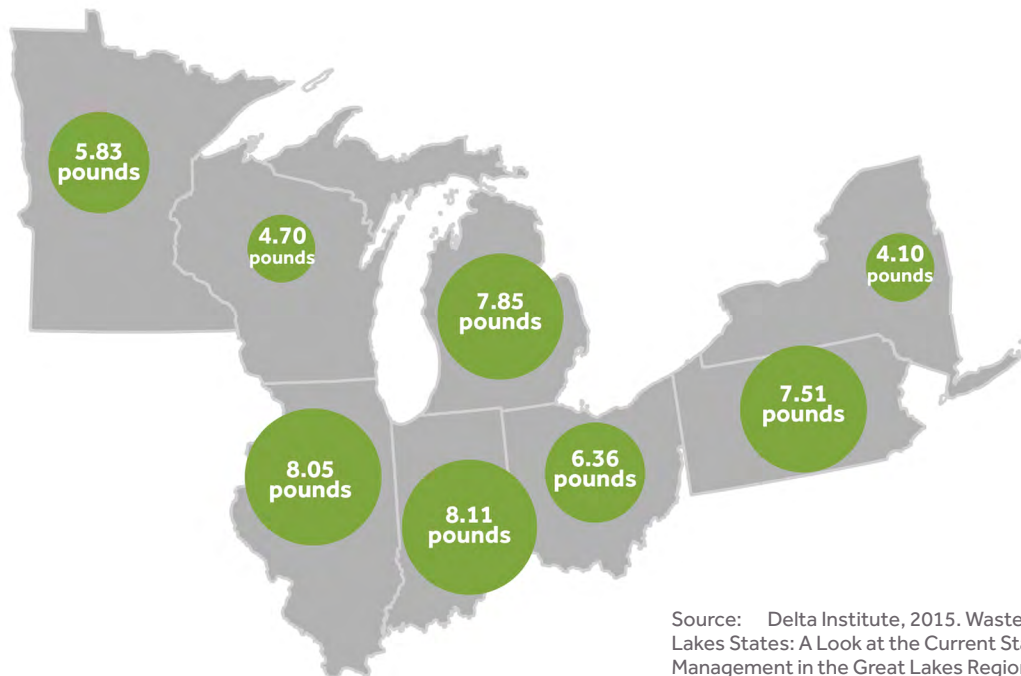 5.83
pounds
4.70
pounds
4.10
pounds
7.85
pounds
7.51
pounds
8.05
pounds
6.36
pounds
8.11
pounds
Source: Delta Institute, 2015. Waste
Lakes States: A Look at the Current
Management in the Great Lakes Region